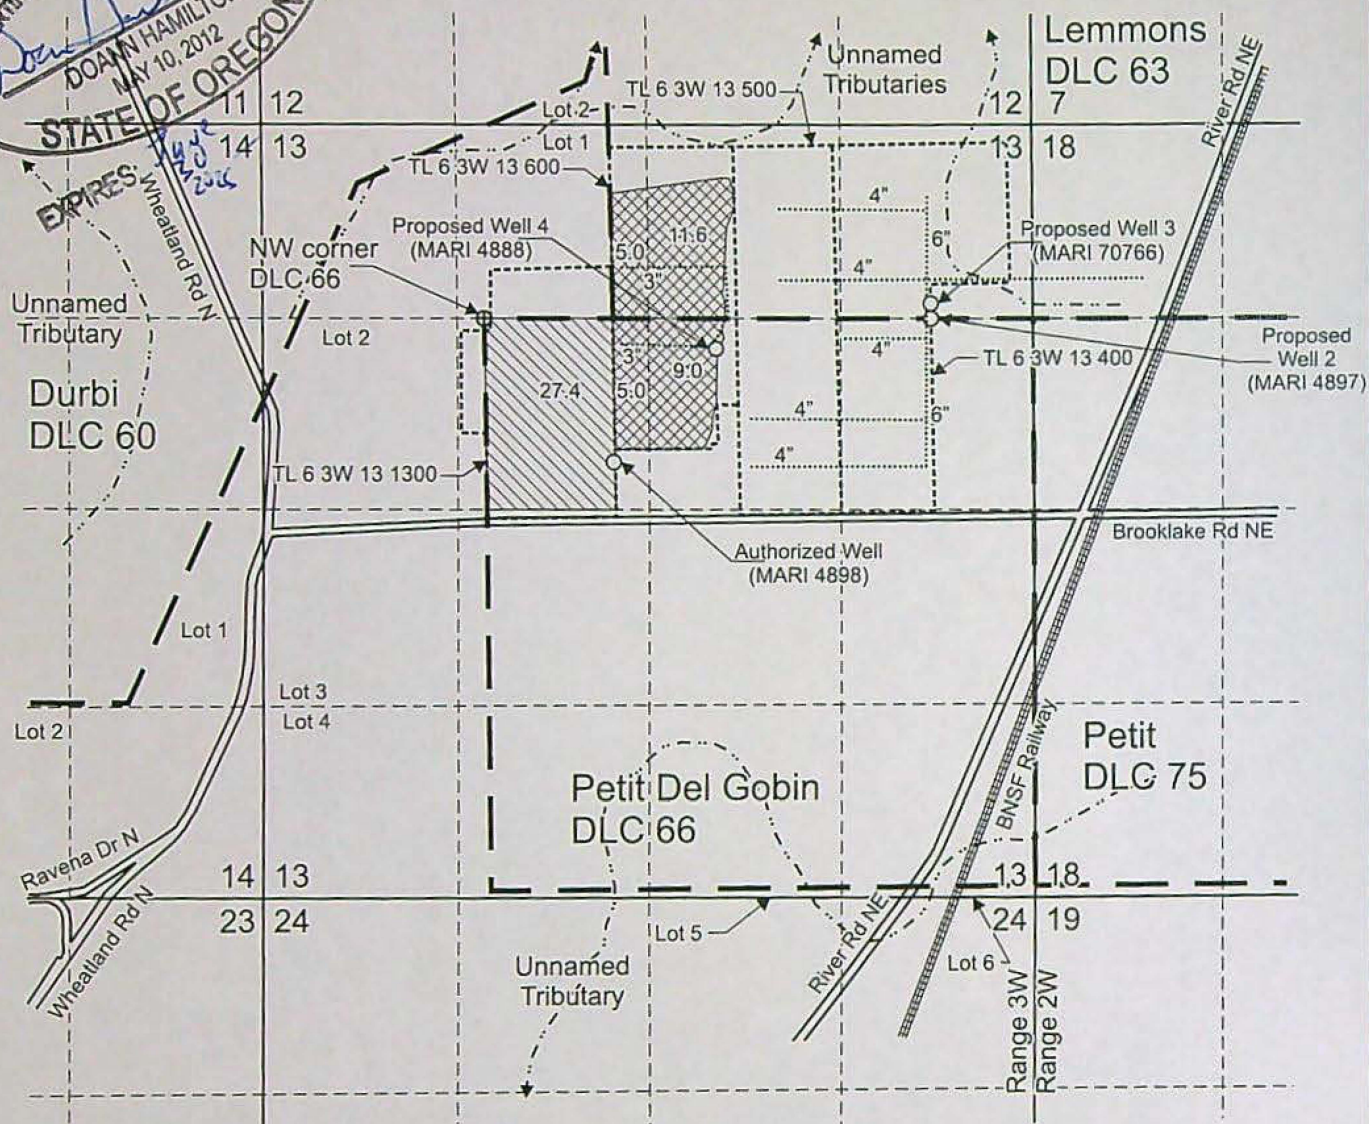 DOANN HAMILTON
MAY 10, 2012
STATE OF OREGON
EXPIRES:
11 12
14 13
12 7
13 18
Lemmons
DLC 63
River Rd NE
Unnamed
Tributaries
TL 6 3W 13 500
Lot 2
Lot 1
TL 6 3W 13 600
Wheatland Rd N
NW corner
DLC 66
Proposed Well 4
(MARI 4888)
5.0
11.6
3"
4"
6"
4"
Proposed Well 3
(MARI 70766)
Unnamed
Tributary
Lot 2
Durbi
DLC 60
27.4
3"
5.0
9.0
4"
TL 6 3W 13 400
Proposed
Well 2
(MARI 4897)
4"
6"
4"
TL 6 3W 13 1300
Authorized Well
(MARI 4898)
Brooklake Rd NE
Lot 1
Lot 3
Lot 4
Lot 2
Petit Del Gobin
DLC 66
BNSF Railway
Petit
DLC 75
Ravena Dr N
Wheatland Rd N
14 13
23 24
13 18
24 19
Lot 5
River Rd NE
Lot 6
Unnamed
Tributary
Range 3W
Range 2W